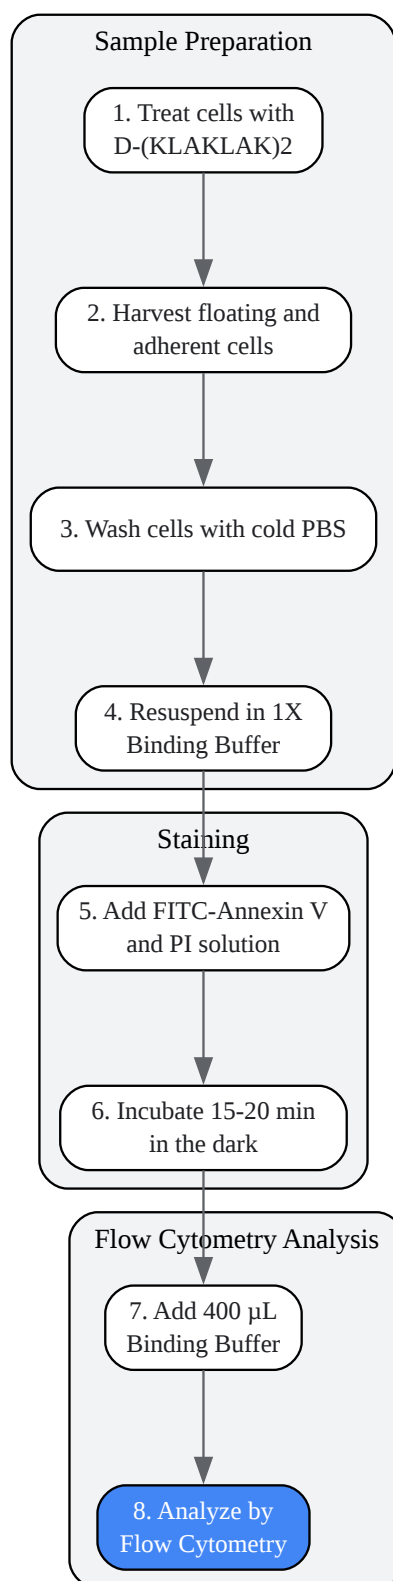 Sample Preparation
1. Treat cells with
D-(KLAKLAK)2
2. Harvest floating and
adherent cells
3. Wash cells with cold PBS
4. Resuspend in 1X
Binding Buffer
Staining
5. Add FITC-Annexin V
and PI solution
6. Incubate 15-20 min
in the dark
Flow Cytometry Analysis
7. Add 400 µL
Binding Buffer
8. Analyze by
Flow Cytometry